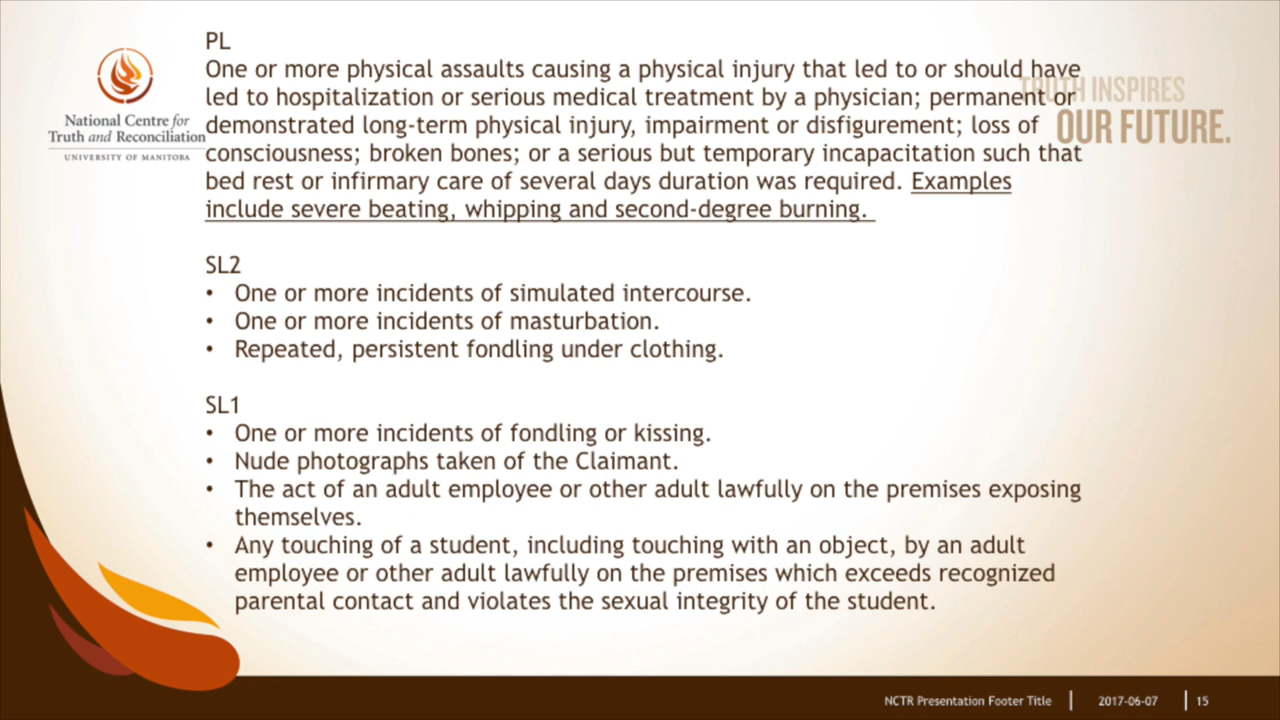 PL
One or more physical assaults causing a physical injury that led to or should have
led to hospitalization or serious medical treatment by a physician; permanent or
demonstrated long-term physical injury, impairment or disfigurement; loss of
consciousness; broken bones; or a serious but temporary incapacitation such that
bed rest or infirmary care of several days duration was required. Examples
include severe beating, whipping and second-degree burning.
National Centre for
Truth and Reconciliation
UNIVERSITY OF MANITOBA
TRUTH INSPIRES
OUR FUTURE.
SL2
• One or more incidents of simulated intercourse.
• One or more incidents of masturbation.
• Repeated, persistent fondling under clothing.
SL1
• One or more incidents of fondling or kissing.
• Nude photographs taken of the Claimant.
• The act of an adult employee or other adult lawfully on the premises exposing
themselves.
• Any touching of a student, including touching with an object, by an adult
employee or other adult lawfully on the premises which exceeds recognized
parental contact and violates the sexual integrity of the student.
NCTR Presentation Footer Title | 2017-06-07 | 15